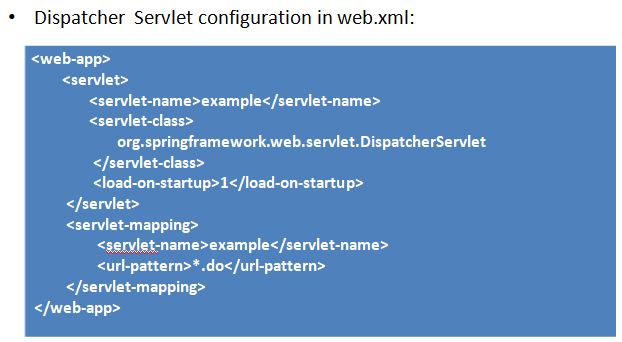 • Dispatcher Servlet configuration in web.xml:
<web-app>
<servlet>
<servlet-name>example</servlet-name>
<servlet-class>
org.springframework.web.servlet.DispatcherServlet
</servlet-class>
<load-on-startup>1</load-on-startup>
</servlet>
<servlet-mapping>
<servlet-name>example</servlet-name>
<url-pattern>*.do</url-pattern>
</servlet-mapping>
</web-app>